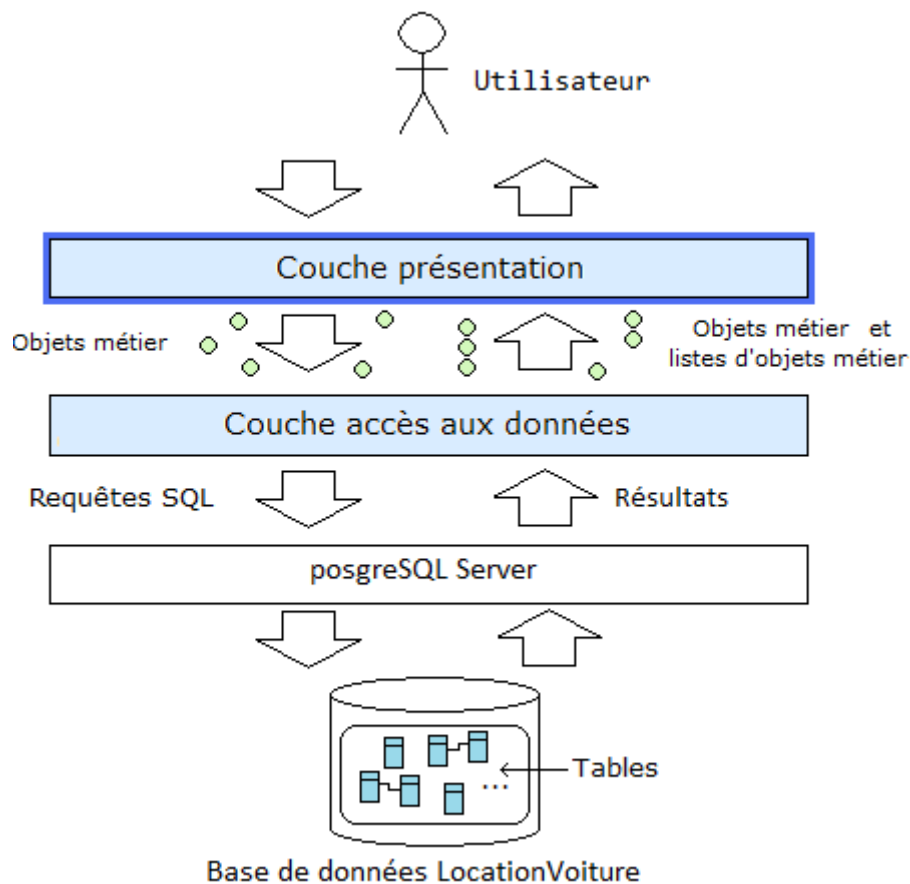 Utilisateur
Couche présentation
Objets métier
Objets métier et
listes d'objets métier
Couche accès aux données
Requêtes SQL
Résultats
posgreSQL Server
Tables
...
Base de données LocationVoiture